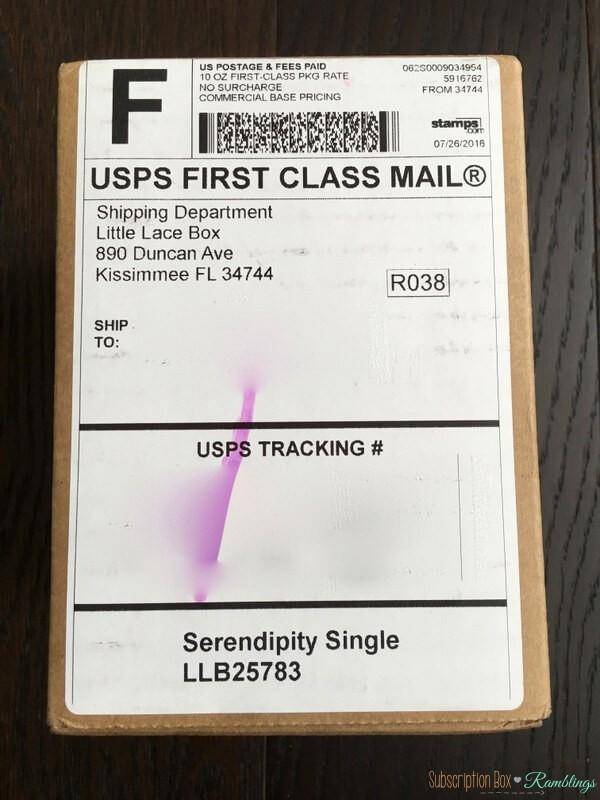 F
US POSTAGE & FEES PAID
10 OZ FIRST-CLASS PKG RATE
NO SURCHARGE
COMMERCIAL BASE PRICING
062S0009034954
5916762
FROM 34744
stamps
.com
07/26/2016
USPS FIRST CLASS MAIL®
Shipping Department
Little Lace Box
890 Duncan Ave
Kissimmee FL 34744
R038
SHIP
TO:
USPS TRACKING #
Serendipity Single
LLB25783
Subscription Box ♥ Ramblings